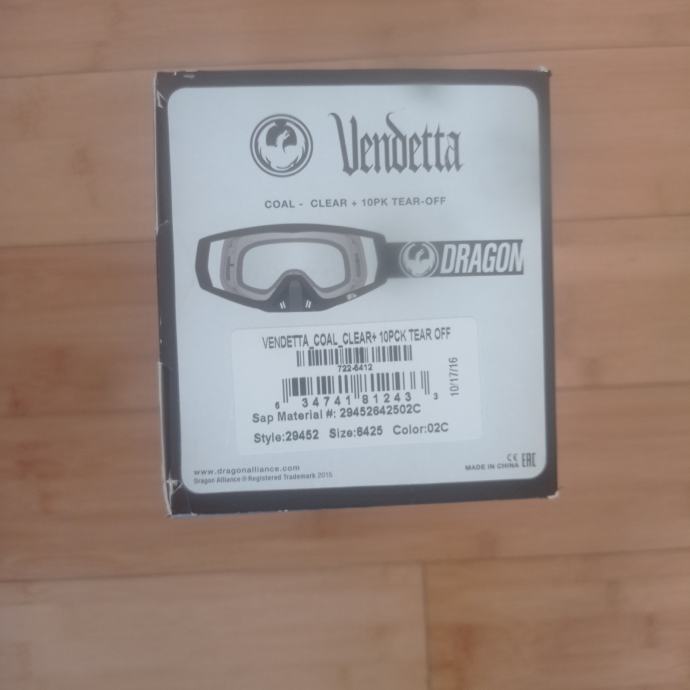 Vendetta
COAL - CLEAR + 10PK TEAR-OFF
DRAGON
VENDETTA_COAL_CLEAR+ 10PCK TEAR OFF
722-6412
6 34741 81243 3
10/17/16
Sap Material #: 29452642502C
Style:29452 Size:6425 Color:02C
www.dragonalliance.com
Dragon Alliance ® Registered Trademark 2015
CE EAC
MADE IN CHINA